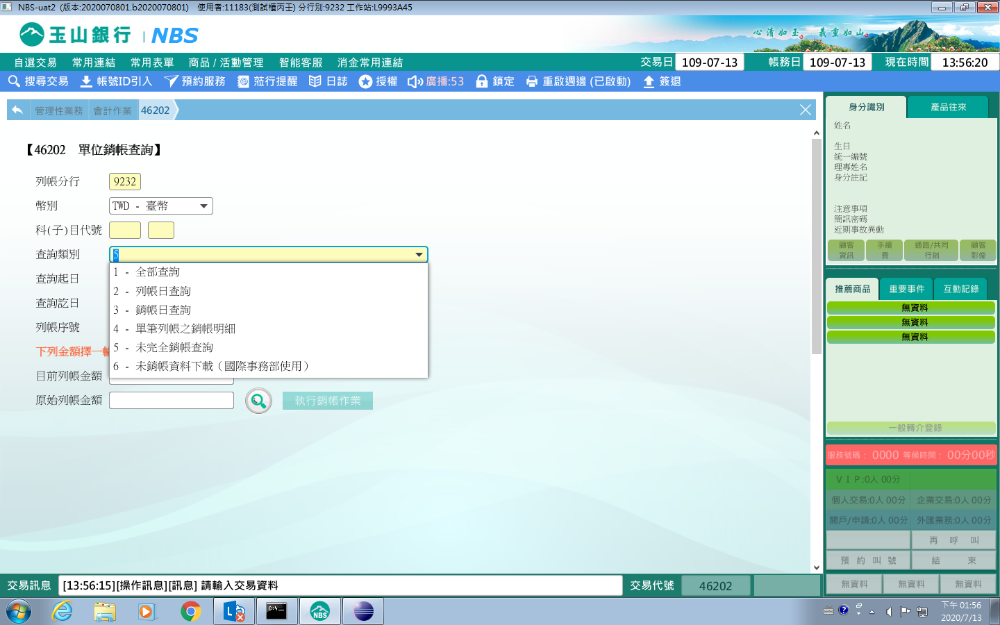 NBS-uat2 (版本:2020070801.b2020070801) 使用者:11183(測試櫃丙壬) 分行別:9232 工作站:L9993A45
玉山銀行 | NBS
心清如玉 義重如山
自選交易 常用連結 常用表單 商品 / 活動管理 智能客服 消金常用連結 交易日 109-07-13 帳務日 109-07-13 現在時間 13:56:20
搜尋交易 帳號ID引入 預約服務 蒞行提醒 日誌 授權 廣播:53 鎖定 重啟週邊 (已啟動) 簽退
管理性業務 會計作業 46202
【46202 單位銷帳查詢】
列帳分行 9232
幣別 TWD - 臺幣
科(子)目代號
查詢類別 5
1 - 全部查詢
查詢起日
2 - 列帳日查詢
查詢訖日
3 - 銷帳日查詢
列帳序號
4 - 單筆列帳之銷帳明細
下列金額擇一
5 - 未完全銷帳查詢
6 - 未銷帳資料下載（國際事務部使用）
目前列帳金額
原始列帳金額 執行銷帳作業
身分識別 產品往來
姓名
生日
統一編號
理專姓名
身分註記
注意事項
簡訊密碼
近期事故異動
顧客資訊 手續費 通路/共同行銷 顧客影像
推薦商品 重要事件 互動記錄
無資料
無資料
無資料
一般轉介登錄
服務號碼： 0000 等候時間： 00分00秒
ＶＩＰ:0人 00分
個人交易:0人 00分 企業交易:0人 00分
開戶/申請:0人 00分 外匯業務:0人 00分
再 呼 叫
預 約 叫 號 結 束
無資料 無資料 無資料
交易訊息 [13:56:15][操作訊息][訊息] 請輸入交易資料 交易代號 46202
C:\
NBS
下午 01:56
2020/7/13